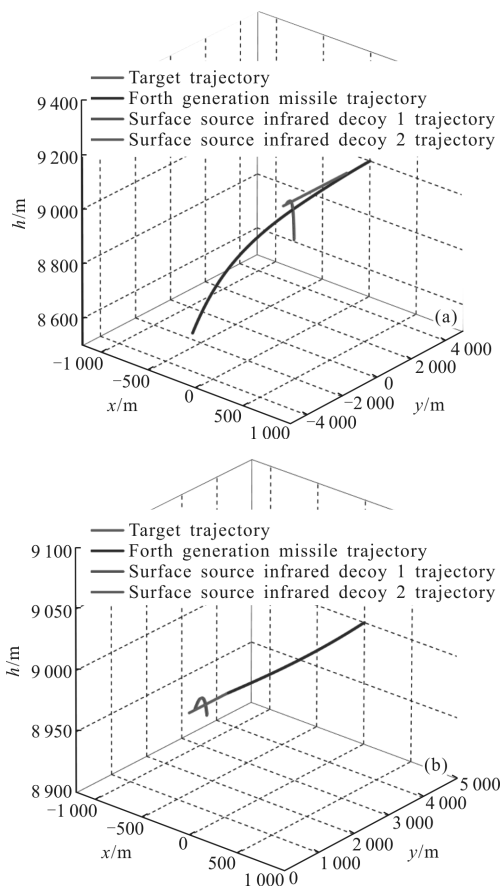 Target trajectory
Forth generation missile trajectory
Surface source infrared decoy 1 trajectory
Surface source infrared decoy 2 trajectory
9 400
9 200
9 000
8 800
8 600
h/m
(a)
−1 000
−500
0
500
1 000
x/m
−4 000
−2 000
0
2 000
4 000
y/m
Target trajectory
Forth generation missile trajectory
Surface source infrared decoy 1 trajectory
Surface source infrared decoy 2 trajectory
9 100
9 050
9 000
8 950
8 900
h/m
(b)
−1 000
−500
0
500
1 000
x/m
0
1 000
2 000
3 000
4 000
5 000
y/m